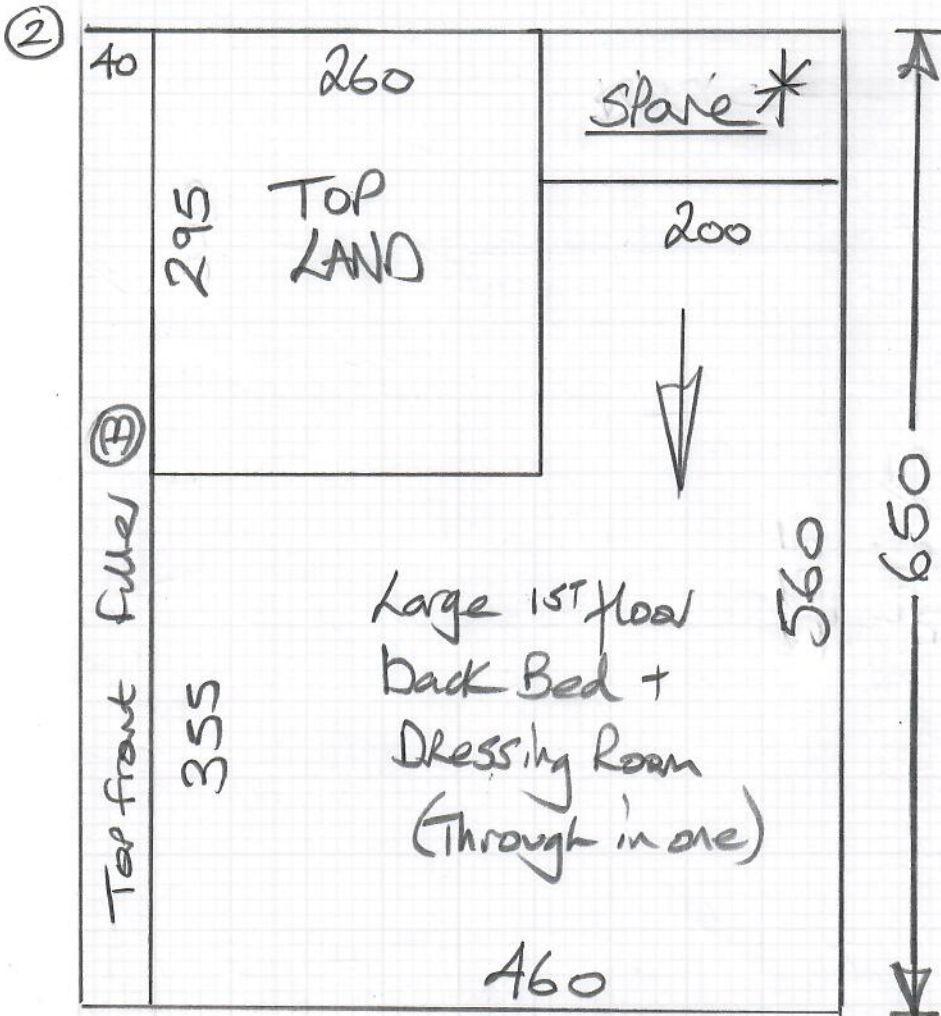 2
40
260
Spare *
TOP
LAND
295
200
650
560
Top front filler B
355
Large 1ST floor
Back Bed +
Dressing Room
(Through in one)
460